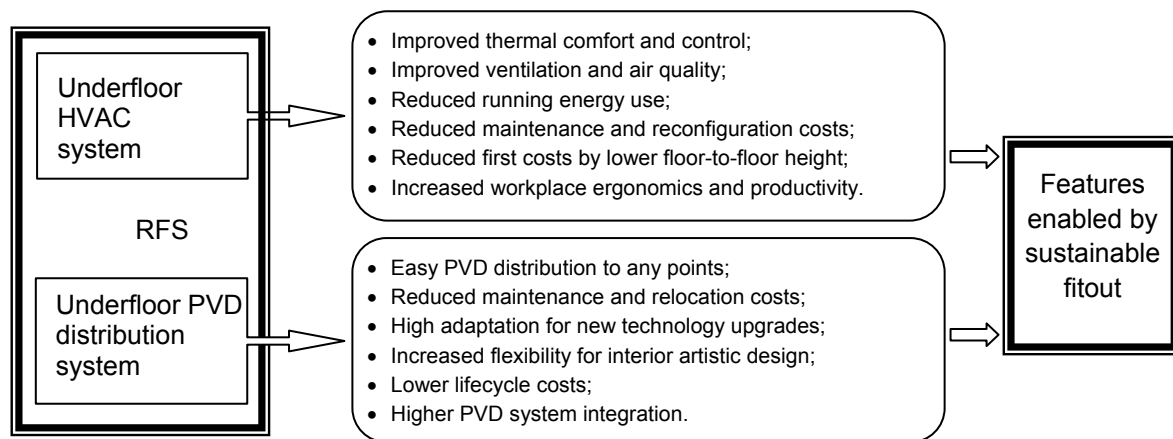 Underfloor
HVAC
system
RFS
Underfloor PVD
distribution
system
• Improved thermal comfort and control;
• Improved ventilation and air quality;
• Reduced running energy use;
• Reduced maintenance and reconfiguration costs;
• Reduced first costs by lower floor-to-floor height;
• Increased workplace ergonomics and productivity.
• Easy PVD distribution to any points;
• Reduced maintenance and relocation costs;
• High adaptation for new technology upgrades;
• Increased flexibility for interior artistic design;
• Lower lifecycle costs;
• Higher PVD system integration.
Features
enabled by
sustainable
fitout